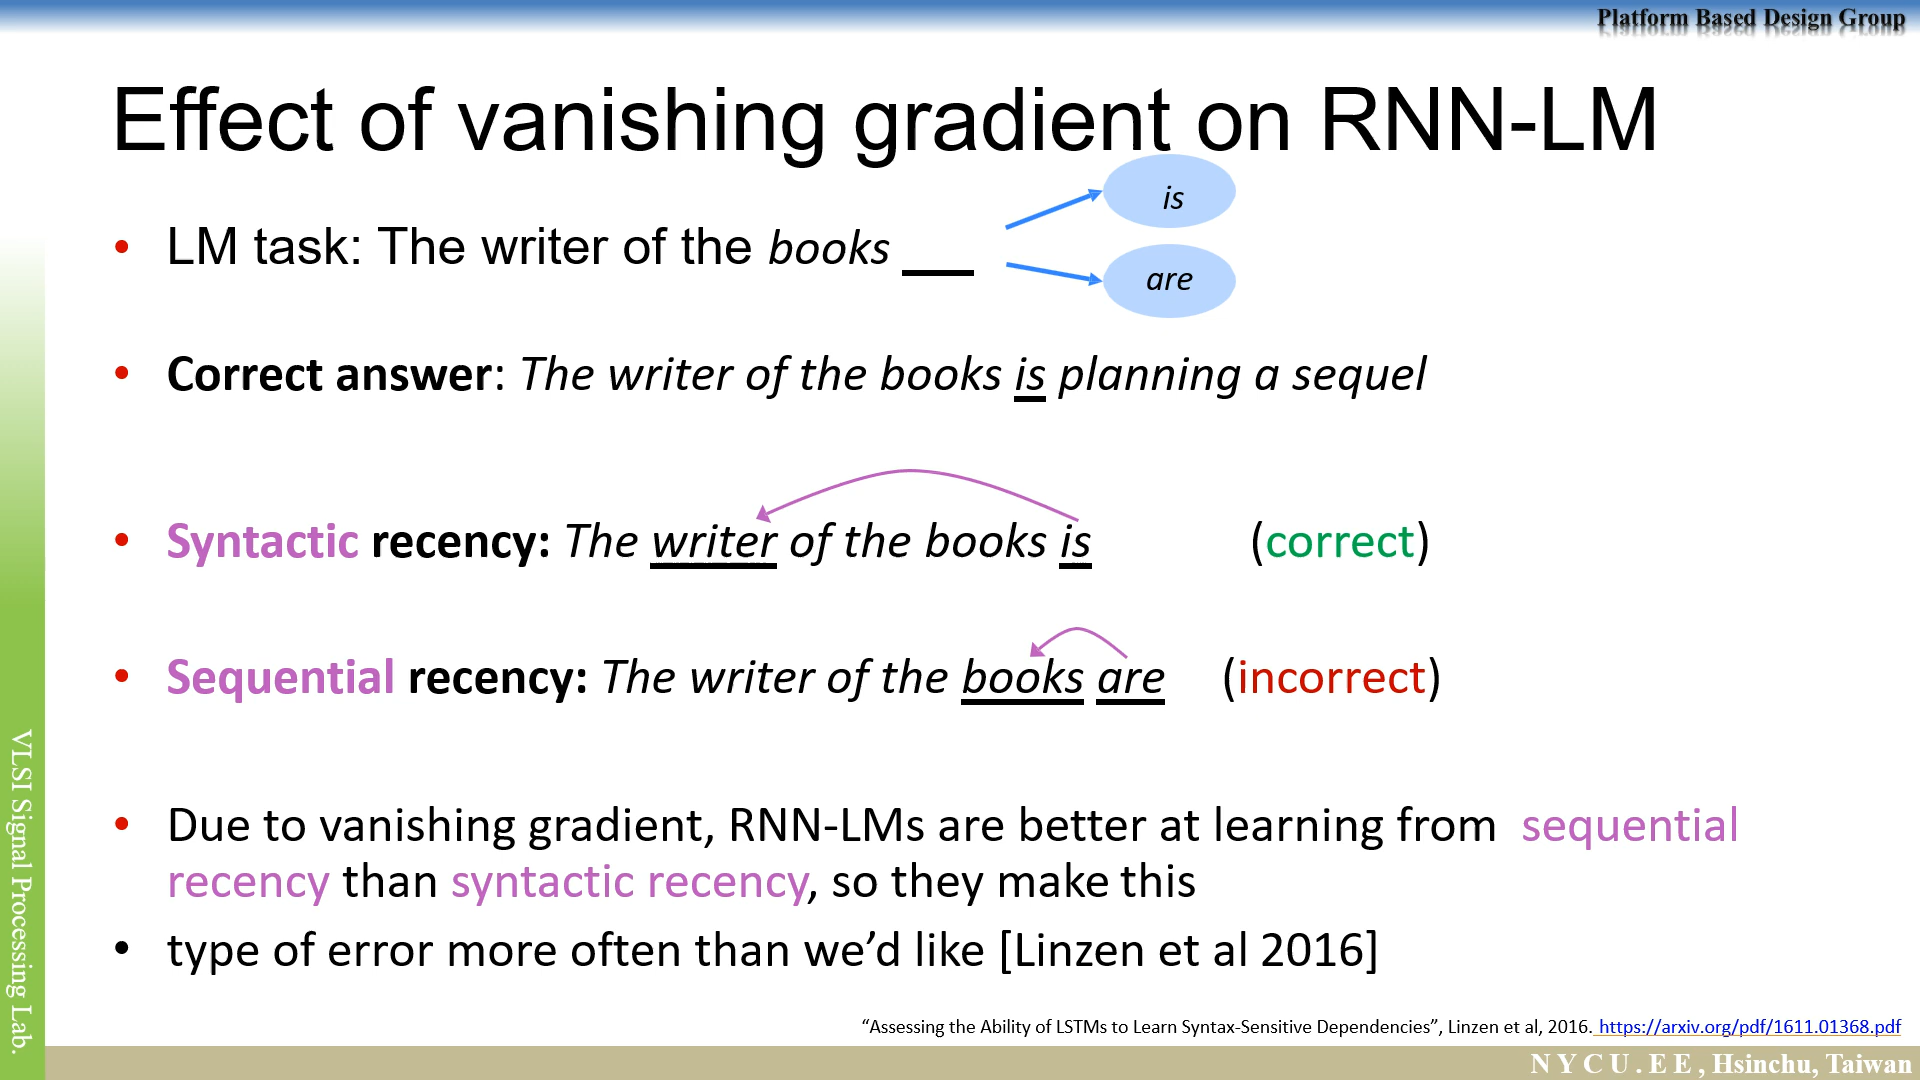 Platform Based Design Group
Effect of vanishing gradient on RNN-LM
is
• LM task: The writer of the books ___
are
• Correct answer: The writer of the books is planning a sequel
• Syntactic recency: The writer of the books is (correct)
• Sequential recency: The writer of the books are (incorrect)
• Due to vanishing gradient, RNN-LMs are better at learning from sequential
recency than syntactic recency, so they make this
• type of error more often than we’d like [Linzen et al 2016]
“Assessing the Ability of LSTMs to Learn Syntax-Sensitive Dependencies”, Linzen et al, 2016. https://arxiv.org/pdf/1611.01368.pdf
VLSI Signal Processing Lab.
N Y C U . E E , Hsinchu, Taiwan